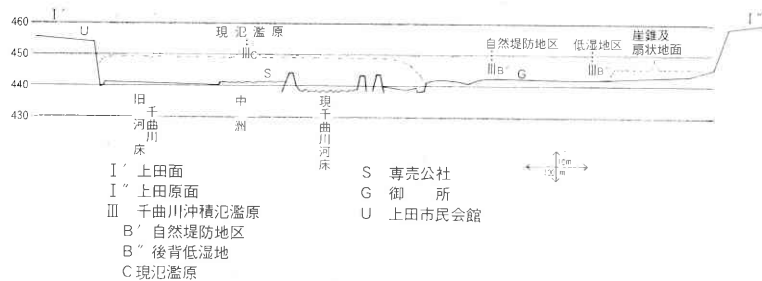 Ⅰ′
U
現氾濫原
Ⅲc
S
自然堤防地区
ⅢB′
G
低湿地区
ⅢB″
崖錐及
扇状地面
Ⅰ″
460
450
440
430
旧河床
千曲川
中洲
現千曲川河床
10m
100m
Ⅰ′ 上田面
Ⅰ″ 上田原面
Ⅲ 千曲川沖積氾濫原
B′ 自然堤防地区
B″ 後背低湿地
C 現氾濫原
S 専売公社
G 御所
U 上田市民会館